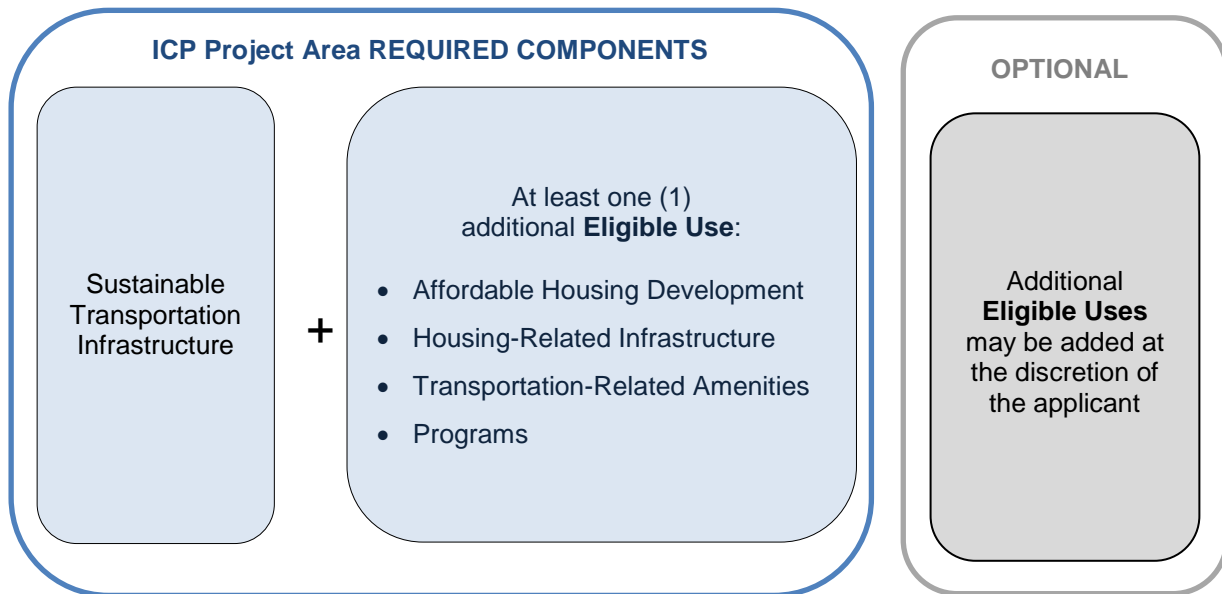 ICP Project Area REQUIRED COMPONENTS
Sustainable
Transportation
Infrastructure
+
At least one (1)
additional Eligible Use:
• Affordable Housing Development
• Housing-Related Infrastructure
• Transportation-Related Amenities
• Programs
OPTIONAL
Additional
Eligible Uses
may be added at
the discretion of
the applicant